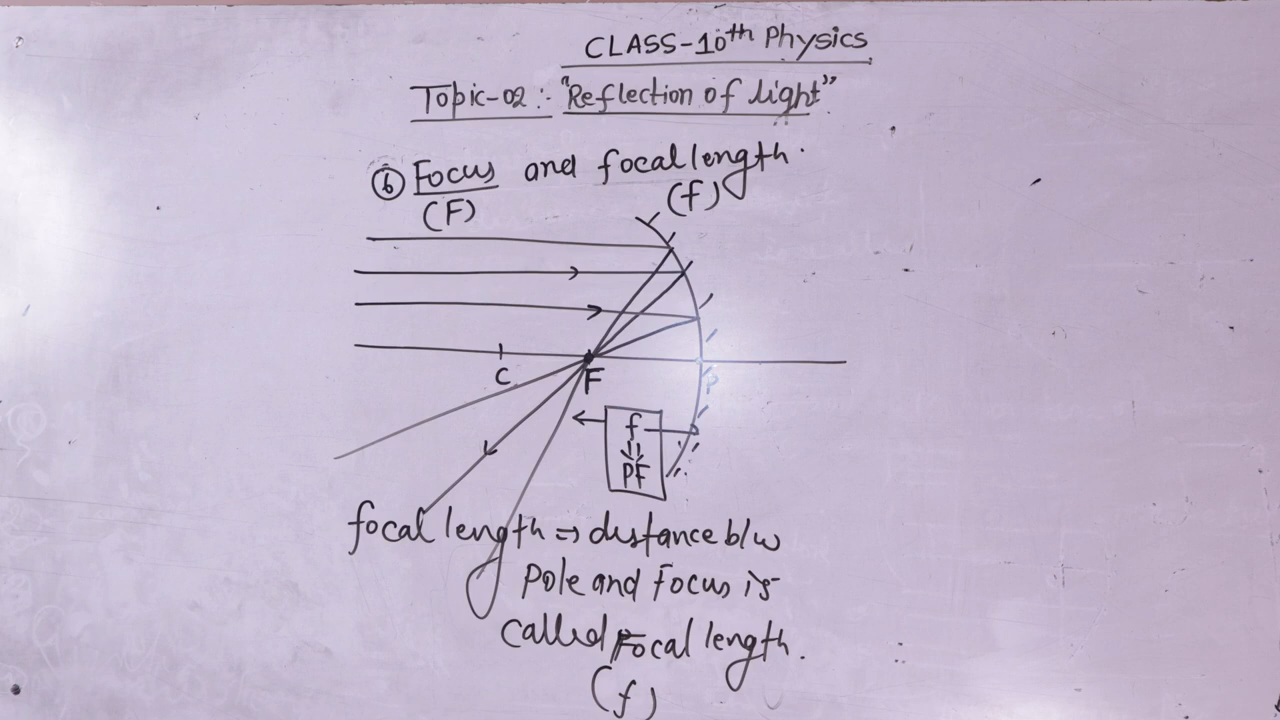 CLASS-10th Physics
Topic-02 :- "Reflection of light"
⑥ Focus and focal length.
(F) (f)
C F P
f
||
PF
focal length => distance b/w
Pole and Focus is
called Focal length.
(f)